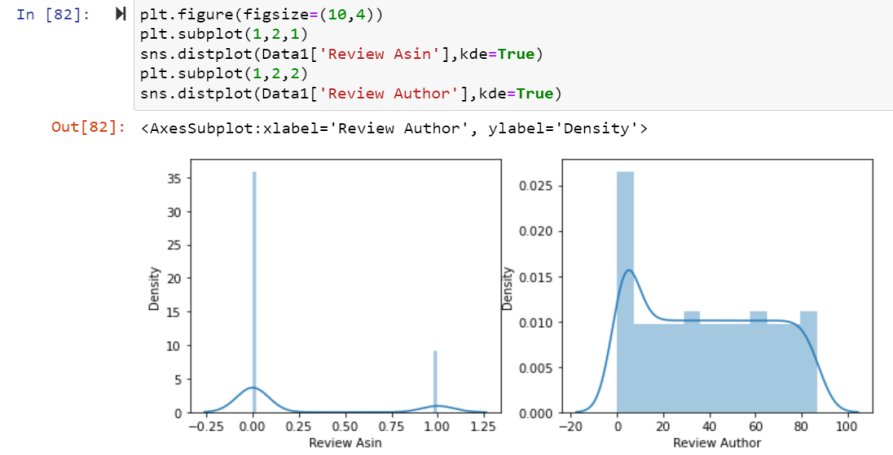 In [82]:
plt.figure(figsize=(10,4))
plt.subplot(1,2,1)
sns.distplot(Data1['Review Asin'],kde=True)
plt.subplot(1,2,2)
sns.distplot(Data1['Review Author'],kde=True)
Out[82]: <AxesSubplot:xlabel='Review Author', ylabel='Density'>
35
30
25
20
15
10
5
0
Density
−0.25 0.00 0.25 0.50 0.75 1.00 1.25
Review Asin
0.025
0.020
0.015
0.010
0.005
0.000
Density
−20 0 20 40 60 80 100
Review Author